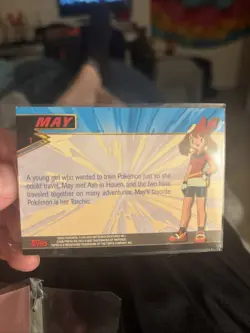 MAY
A young girl who wanted to train Pokémon just so she
could travel, May met Ash in Hoenn, and the two have
traveled together on many adventures. May's favorite
Pokémon is her Torchic.
Topps